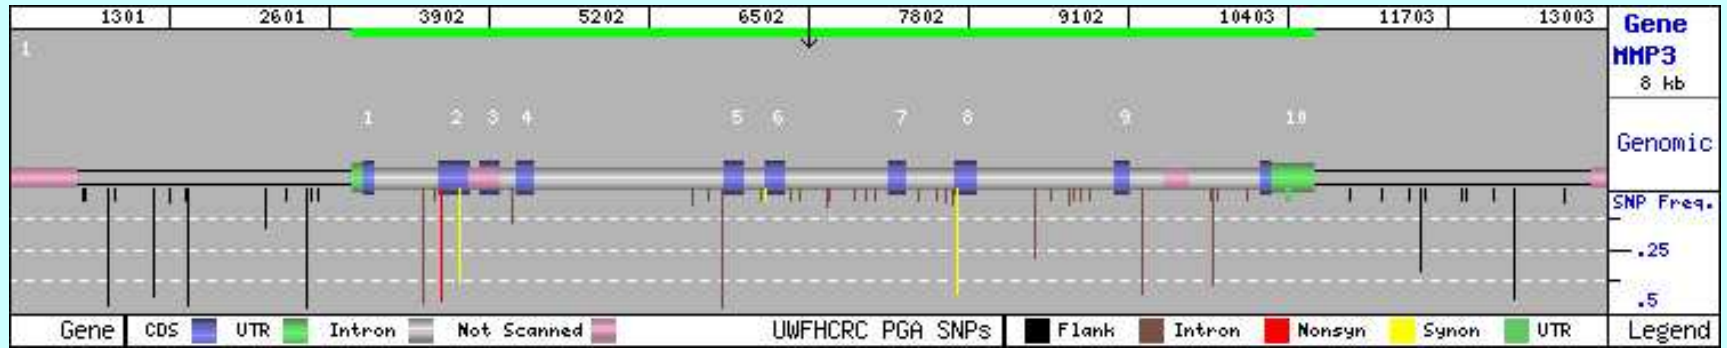 1301 2601 3902 5202 6502 7802 9102 10403 11703 13003
Gene
MMP3
8 kb
1
1 2 3 4 5 6 7 8 9 10
Genomic
SNP Freq.
.25
.5
Gene CDS UTR Intron Not Scanned UWFHCRC PGA SNPs Flank Intron Nonsyn Synon UTR Legend